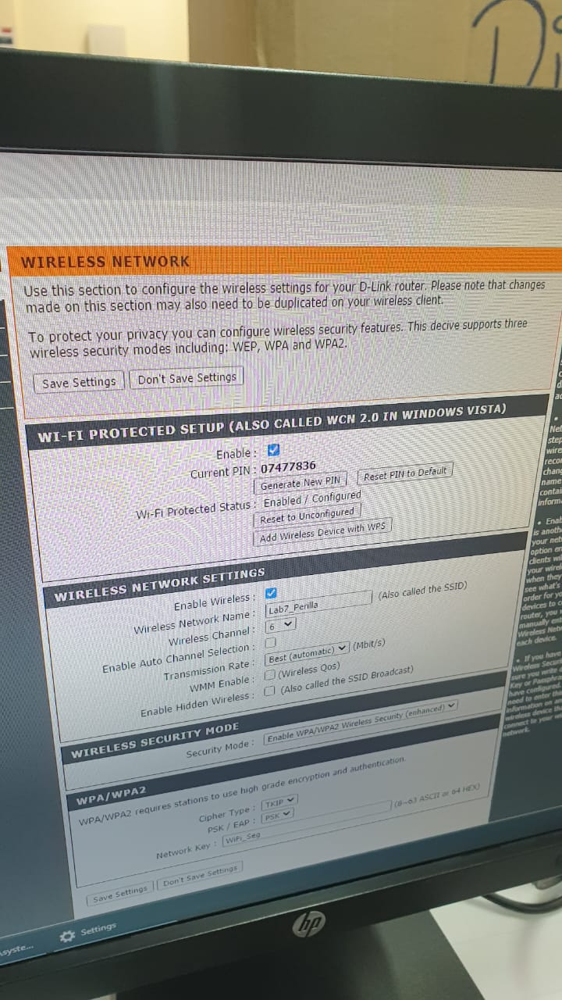 Di
WIRELESS NETWORK
Use this section to configure the wireless settings for your D-Link router. Please note that changes
made on this section may also need to be duplicated on your wireless client.
To protect your privacy you can configure wireless security features. This decive supports three
wireless security modes including: WEP, WPA and WPA2.
Save Settings Don't Save Settings
WI-FI PROTECTED SETUP (ALSO CALLED WCN 2.0 IN WINDOWS VISTA)
Enable :
Current PIN : 07477836
Generate New PIN Reset PIN to Default
Wi-Fi Protected Status : Enabled / Configured
Reset to Unconfigured
Add Wireless Device with WPS
WIRELESS NETWORK SETTINGS
Enable Wireless :
Wireless Network Name : Lab7_Perilla (Also called the SSID)
Wireless Channel : 6
Enable Auto Channel Selection :
Transmission Rate : Best (automatic) (Mbit/s)
WMM Enable : (Wireless Qos)
Enable Hidden Wireless : (Also called the SSID Broadcast)
WIRELESS SECURITY MODE
Security Mode : Enable WPA/WPA2 Wireless Security (enhanced)
WPA/WPA2
WPA/WPA2 requires stations to use high grade encryption and authentication.
Cipher Type : TKIP
PSK / EAP : PSK
Network Key : WiFi_Seg (8~63 ASCII or 64 HEX)
Save Settings Don't Save Settings
Settings
hp